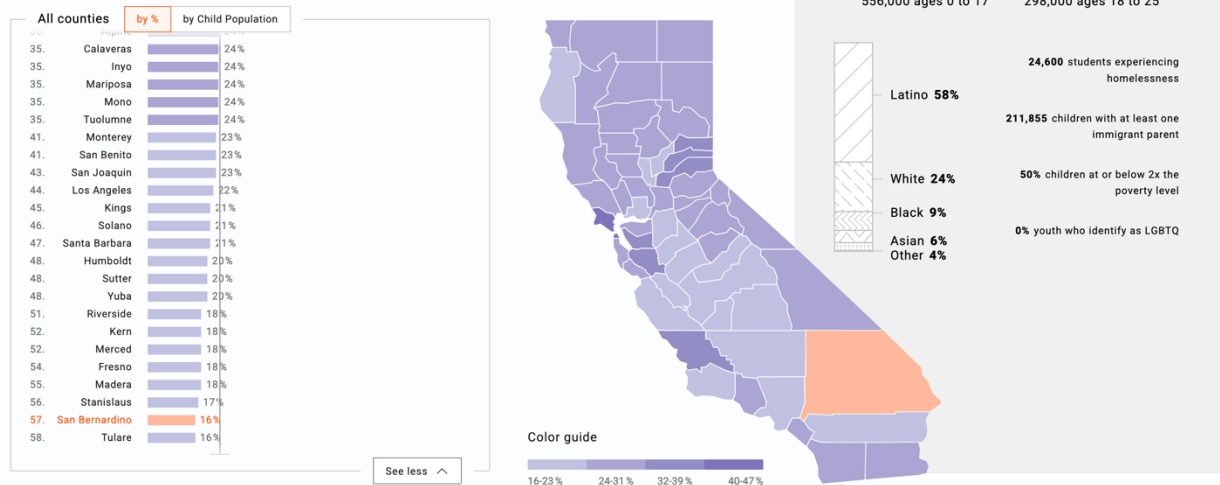 All counties by % by Child Population
35. Alpine 24%
35. Calaveras 24%
35. Inyo 24%
35. Mariposa 24%
35. Mono 24%
35. Tuolumne 24%
41. Monterey 23%
41. San Benito 23%
43. San Joaquin 23%
44. Los Angeles 22%
45. Kings 21%
46. Solano 21%
47. Santa Barbara 21%
48. Humboldt 20%
48. Sutter 20%
48. Yuba 20%
51. Riverside 18%
52. Kern 18%
52. Merced 18%
54. Fresno 18%
55. Madera 18%
56. Stanislaus 17%
57. San Bernardino 16%
58. Tulare 16%
See less
Color guide
16-23 % 24-31 % 32-39 % 40-47 %
556,000 ages 0 to 17 298,000 ages 18 to 25
Latino 58%
White 24%
Black 9%
Asian 6%
Other 4%
24,600 students experiencing
homelessness
211,855 children with at least one
immigrant parent
50% children at or below 2x the
poverty level
0% youth who identify as LGBTQ